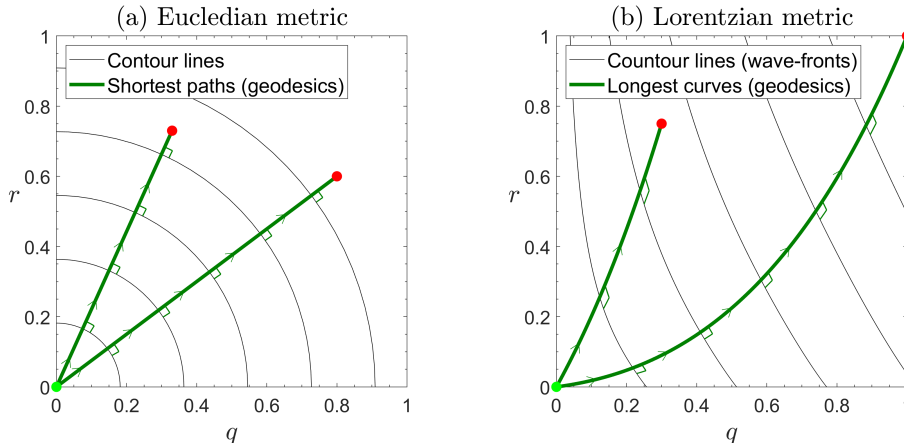 (a) Eucledian metric
1
0.8
0.6
0.4
0.2
0
r
Contour lines
Shortest paths (geodesics)
0 0.2 0.4 0.6 0.8 1
q
(b) Lorentzian metric
1
0.8
0.6
0.4
0.2
0
r
Countour lines (wave-fronts)
Longest curves (geodesics)
0 0.2 0.4 0.6 0.8 1
q